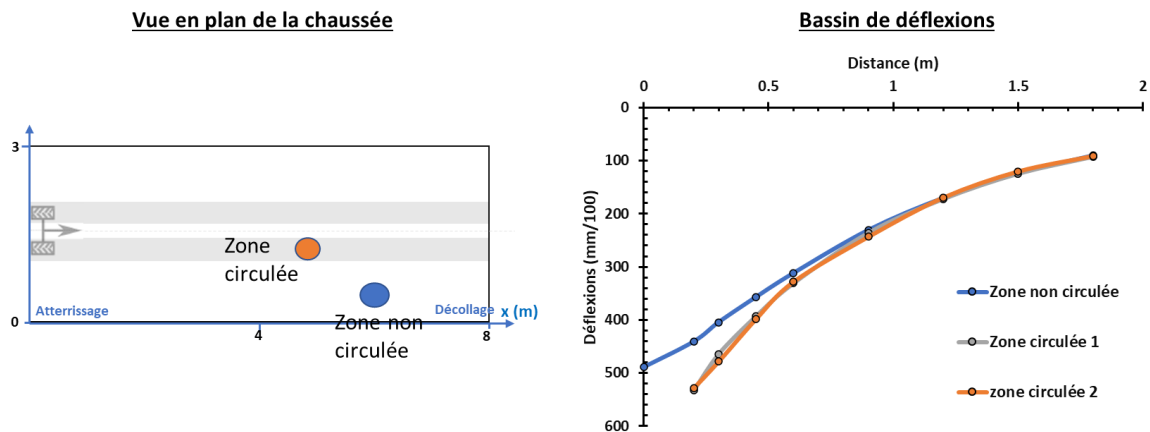 Vue en plan de la chaussée
3
Zone
circulée
Atterrissage
Décollage
x (m)
0
Zone non
circulée
4
8
Bassin de déflexions
Distance (m)
0
0.5
1
1.5
2
Déflexions (mm/100)
0
100
200
300
400
500
600
Zone non circulée
Zone circulée 1
zone circulée 2